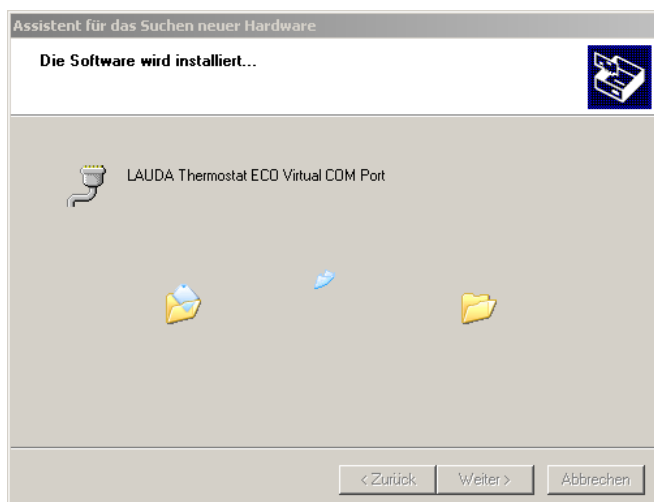 Assistent für das Suchen neuer Hardware
Die Software wird installiert...
LAUDA Thermostat ECO Virtual COM Port
< Zurück
Weiter >
Abbrechen